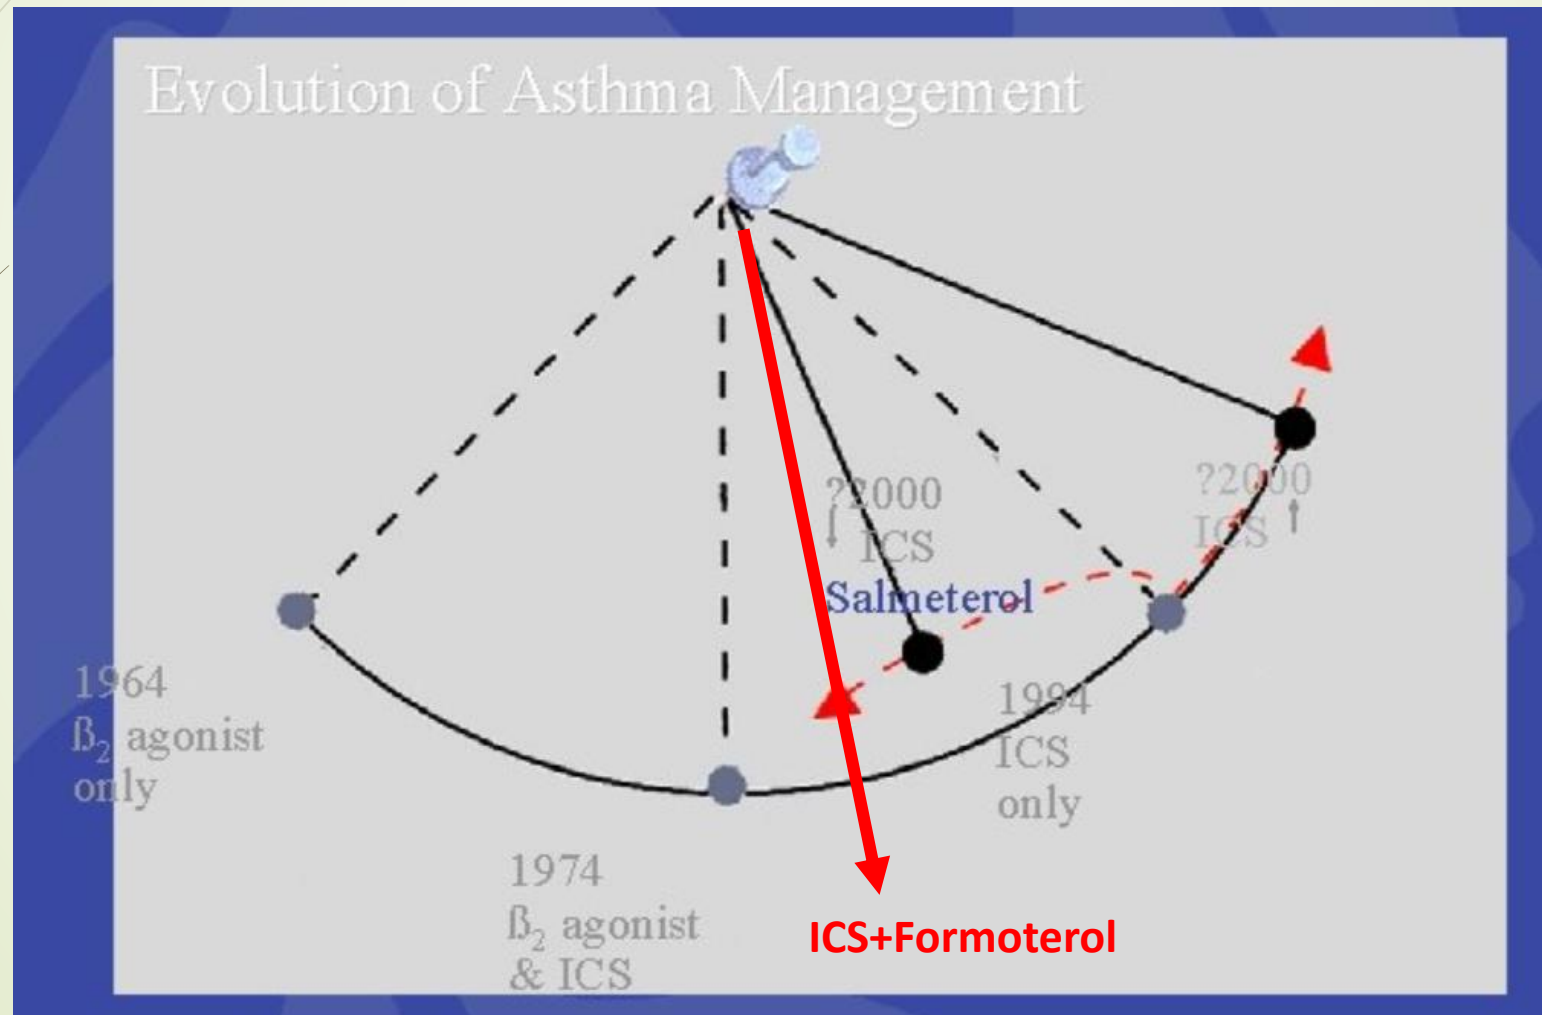 Evolution of Asthma Management
?2000
↓ ICS
Salmeterol
?2000
ICS ↑
1964
ß₂ agonist
only
1994
ICS
only
1974
ß₂ agonist
& ICS
ICS+Formoterol